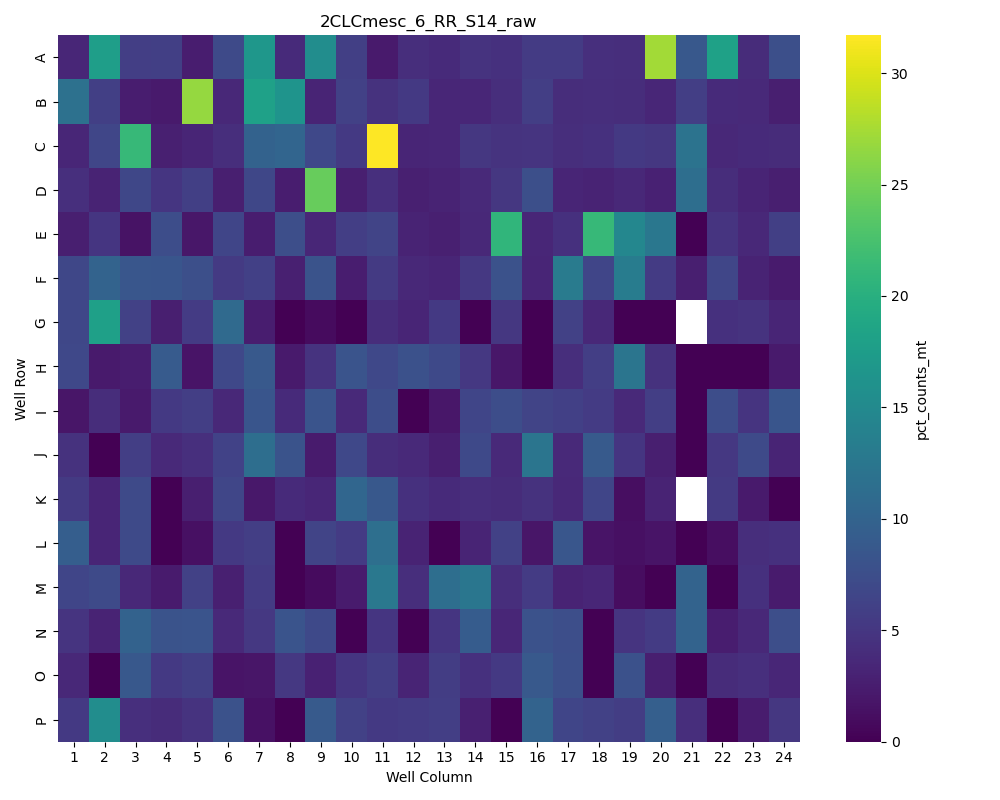 2CLCmesc_6_RR_S14_raw
A
B
C
D
E
F
G
H
I
J
K
L
M
N
O
P
Well Row
1 2 3 4 5 6 7 8 9 10 11 12 13 14 15 16 17 18 19 20 21 22 23 24
Well Column
30
25
20
15
10
5
0
pct_counts_mt